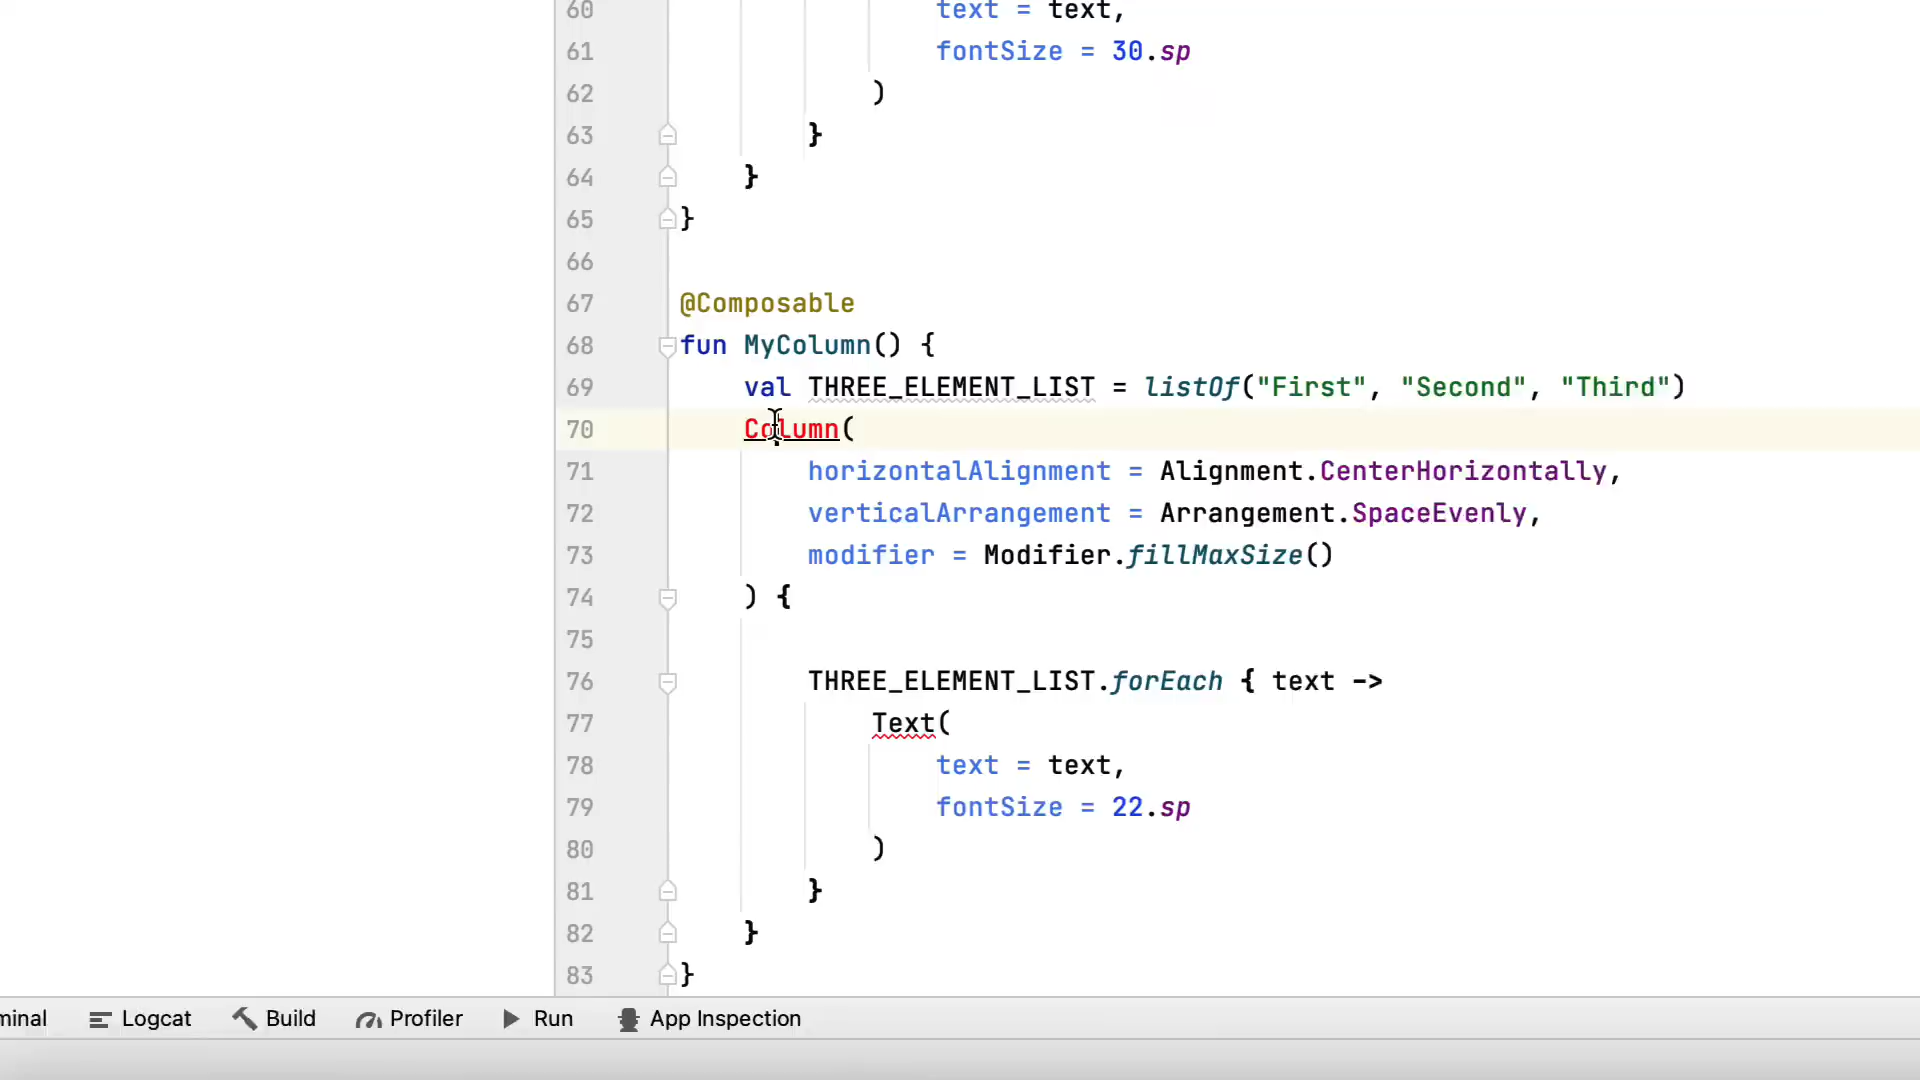 60 text = text,
61 fontSize = 30.sp
62 )
63 }
64 }
65 }
66
67 @Composable
68 fun MyColumn() {
69 val THREE_ELEMENT_LIST = listOf("First", "Second", "Third")
70 Column(
71 horizontalAlignment = Alignment.CenterHorizontally,
72 verticalArrangement = Arrangement.SpaceEvenly,
73 modifier = Modifier.fillMaxSize()
74 ) {
75
76 THREE_ELEMENT_LIST.forEach { text ->
77 Text(
78 text = text,
79 fontSize = 22.sp
80 )
81 }
82 }
83 }
minal Logcat Build Profiler Run App Inspection